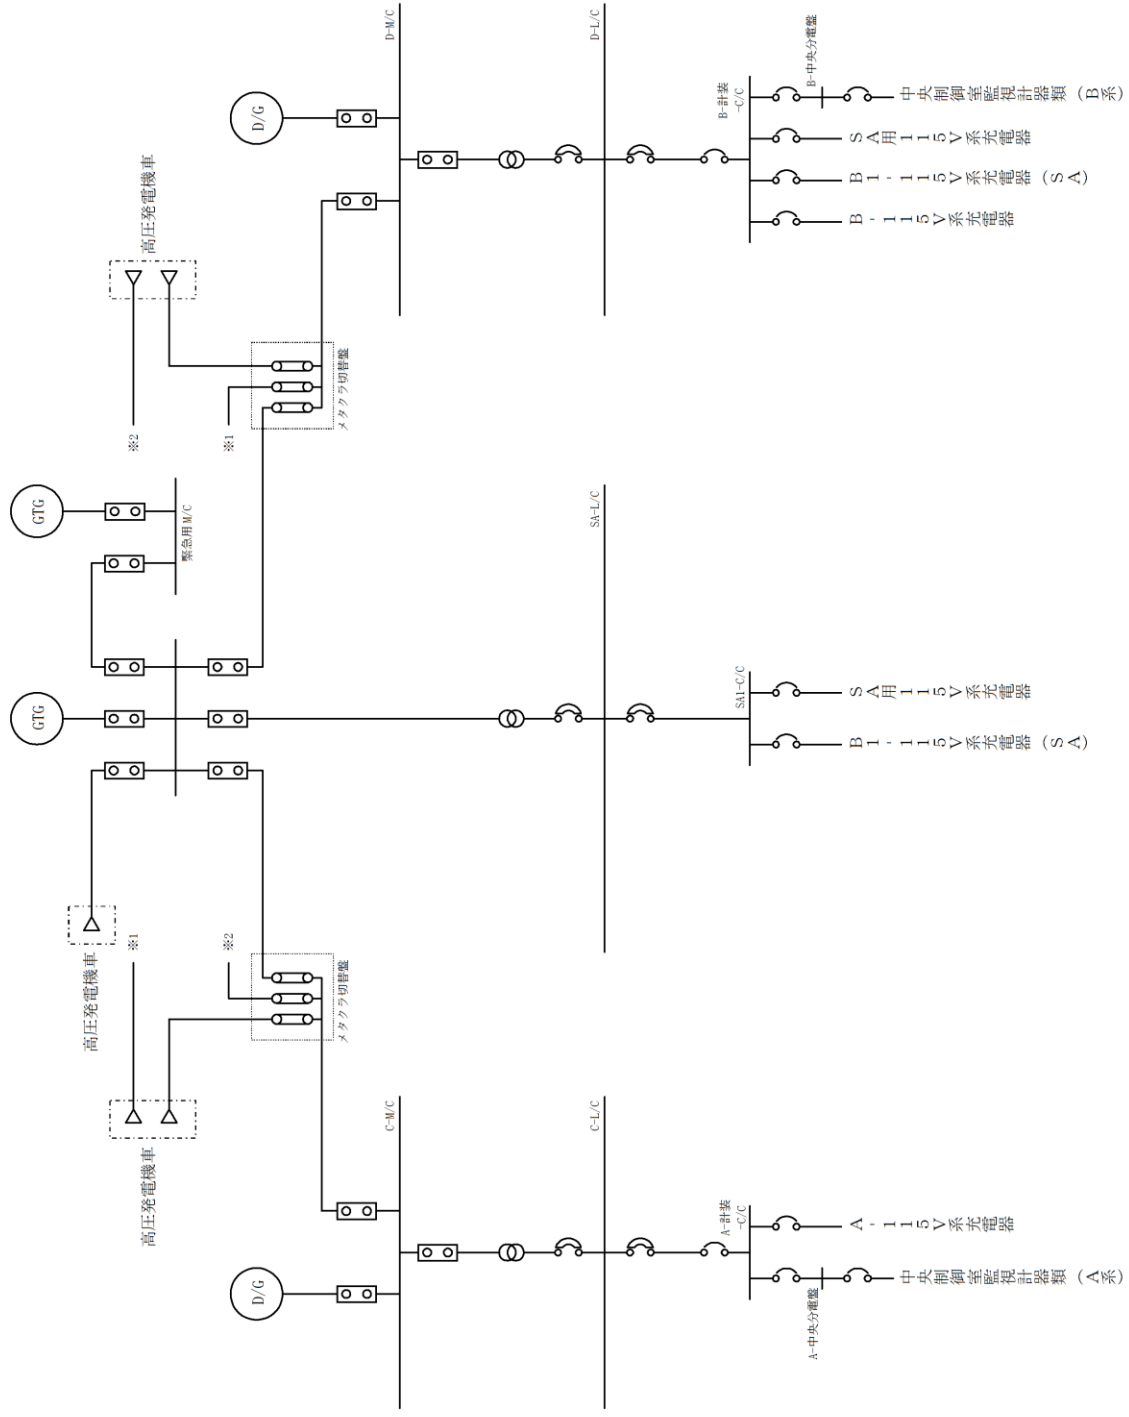 高圧発電機車
D/G
C-M/C
C-L/C
A-計装
-C/C
A-中央分電盤
中央制御室監視計器類（A系）
A-115V系充電器
※1
※2
メタクラ切替盤
高圧発電機車
GTG
SA-L/C
SA1-C/C
B1-115V系充電器（SA）
SA用115V系充電器
GTG
緊急用M/C
※2
※1
メタクラ切替盤
高圧発電機車
D/G
D-M/C
D-L/C
B-計装
-C/C
B-中央分電盤
B-115V系充電器
B1-115V系充電器（SA）
SA用115V系充電器
中央制御室監視計器類（B系）